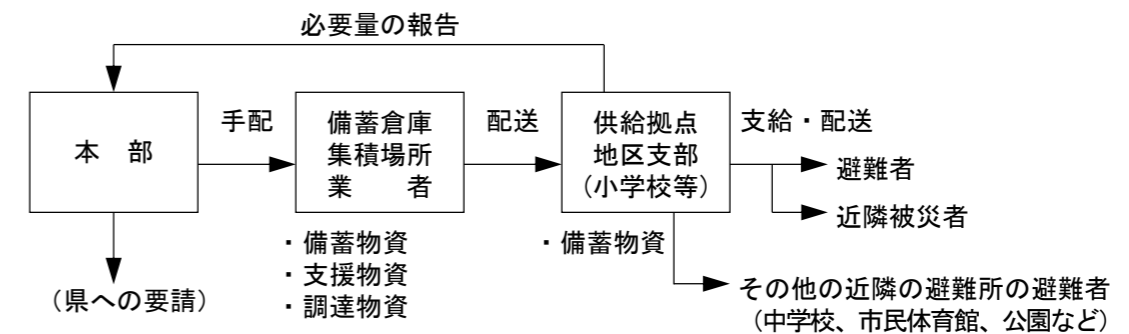 必要量の報告
本 部
手配
備蓄倉庫
集積場所
業 者
配送
供給拠点
地区支部
（小学校等）
支給・配送
避難者
近隣被災者
・備蓄物資
・支援物資
・調達物資
・備蓄物資
（県への要請）
その他の近隣の避難所の避難者
（中学校、市民体育館、公園など）